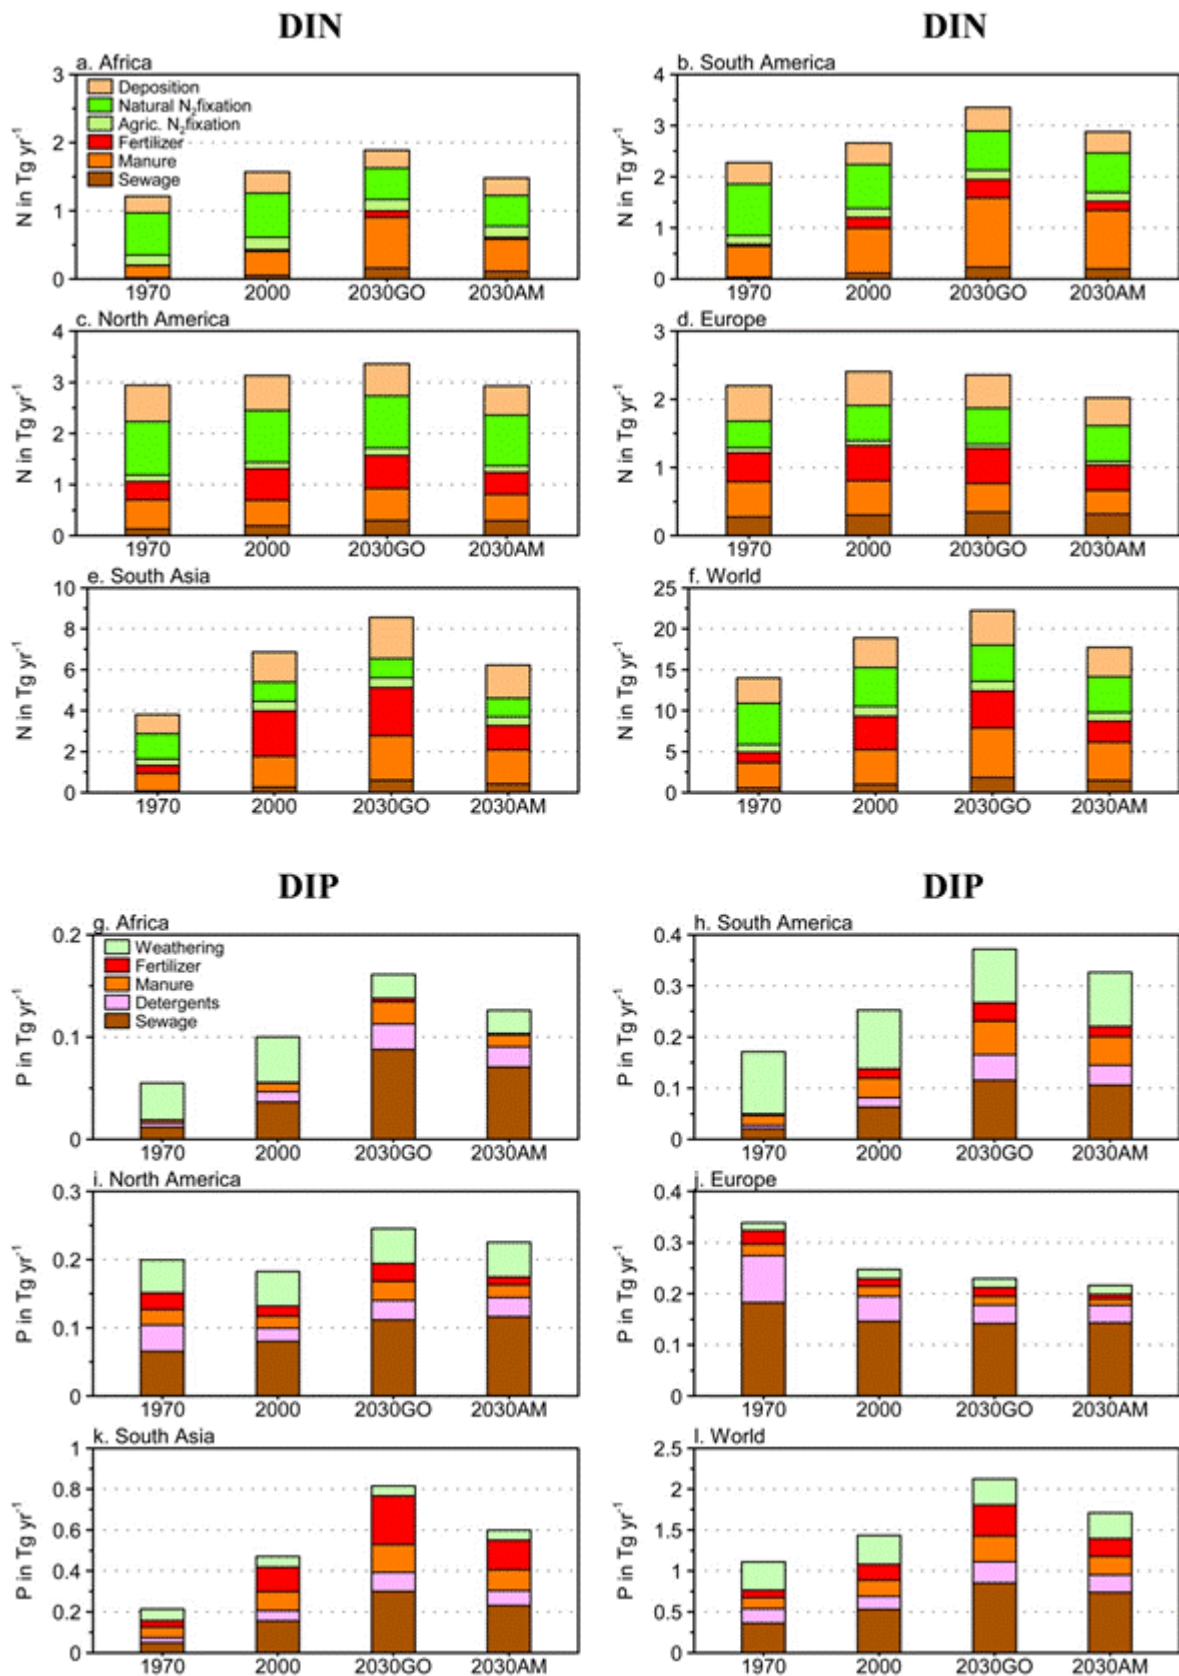 DIN
DIN
a. Africa
3
2
1
0
N in Tg yr-1
Deposition
Natural N2fixation
Agric. N2fixation
Fertilizer
Manure
Sewage
1970 2000 2030GO 2030AM
b. South America
4
3
2
1
0
N in Tg yr-1
1970 2000 2030GO 2030AM
c. North America
4
3
2
1
0
N in Tg yr-1
1970 2000 2030GO 2030AM
d. Europe
3
2
1
0
N in Tg yr-1
1970 2000 2030GO 2030AM
e. South Asia
10
8
6
4
2
0
N in Tg yr-1
1970 2000 2030GO 2030AM
f. World
25
20
15
10
5
0
N in Tg yr-1
1970 2000 2030GO 2030AM
DIP
DIP
g. Africa
0.2
0.1
0
P in Tg yr-1
Weathering
Fertilizer
Manure
Detergents
Sewage
1970 2000 2030GO 2030AM
h. South America
0.4
0.3
0.2
0.1
0
P in Tg yr-1
1970 2000 2030GO 2030AM
i. North America
0.3
0.2
0.1
0
P in Tg yr-1
1970 2000 2030GO 2030AM
j. Europe
0.4
0.3
0.2
0.1
0
P in Tg yr-1
1970 2000 2030GO 2030AM
k. South Asia
1
0.8
0.6
0.4
0.2
0
P in Tg yr-1
1970 2000 2030GO 2030AM
l. World
2.5
2
1.5
1
0.5
0
P in Tg yr-1
1970 2000 2030GO 2030AM